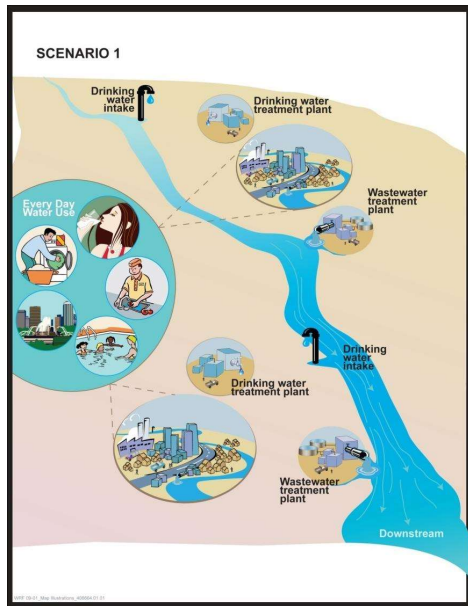 SCENARIO 1
Drinking
water
intake
Drinking water
treatment plant
Every Day
Water Use
Wastewater
treatment
plant
Drinking
water
intake
Drinking water
treatment plant
Wastewater
treatment
plant
Downstream